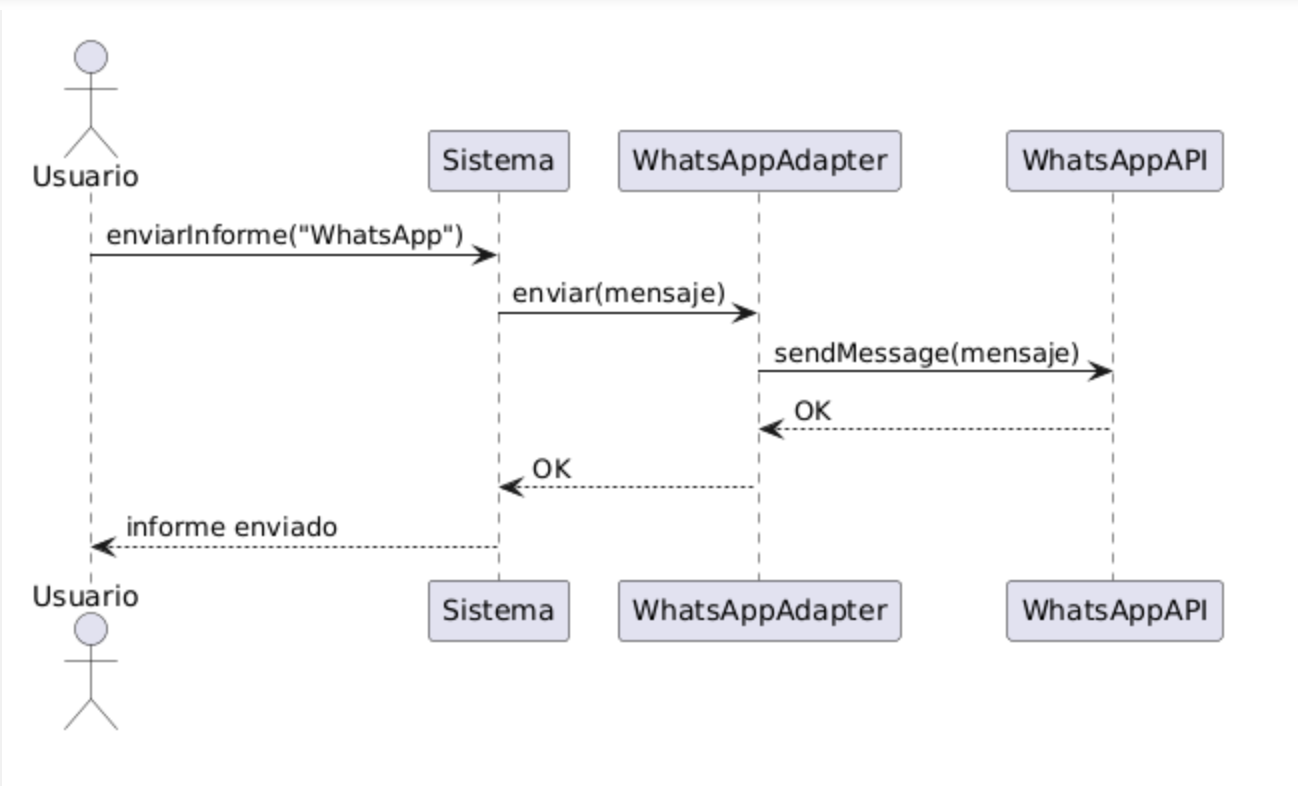 Usuario
Sistema
WhatsAppAdapter
WhatsAppAPI
enviarInforme("WhatsApp")
enviar(mensaje)
sendMessage(mensaje)
OK
OK
informe enviado
Usuario
Sistema
WhatsAppAdapter
WhatsAppAPI